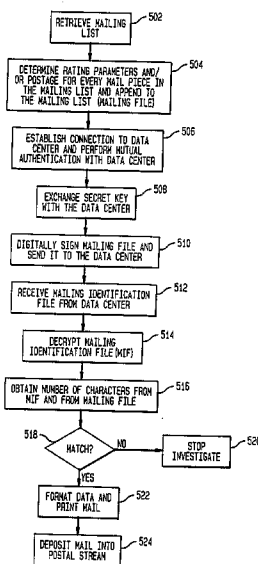 RETRIEVE MAILING
LIST
502
DETERMINE RATING PARAMETERS AND/
OR POSTAGE FOR EVERY MAIL PIECE IN
THE MAILING LIST AND APPEND TO
THE MAILING LIST (MAILING FILE)
504
ESTABLISH CONNECTION TO DATA
CENTER AND PERFORM MUTUAL
AUTHENTICATION WITH DATA CENTER
506
EXCHANGE SECRET KEY
WITH THE DATA CENTER
508
DIGITALLY SIGN MAILING FILE AND
SEND IT TO THE DATA CENTER
510
RECEIVE MAILING IDENTIFICATION
FILE FROM DATA CENTER
512
DECRYPT MAILING
IDENTIFICATION FILE(MIF)
514
OBTAIN NUMBER OF CHARACTERS FROM
MIF AND FROM MAILING FILE
516
518
MATCH?
NO
STOP
INVESTIGATE
520
YES
FORMAT DATA AND
PRINT MAIL
522
DEPOSIT MAIL INTO
POSTAL STREAM
524